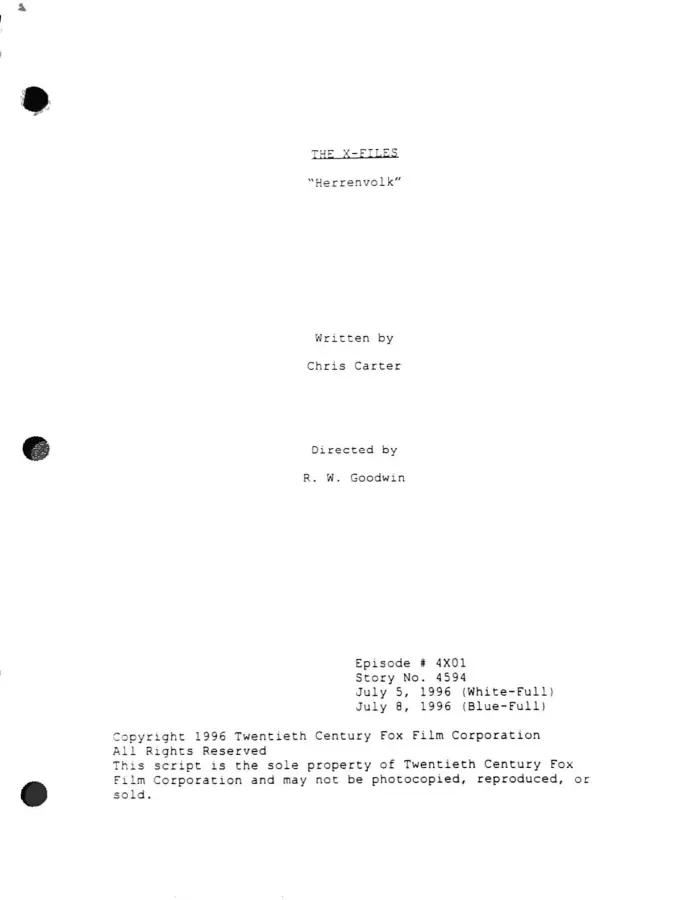 THE X-FILES
"Herrenvolk"
Written by
Chris Carter
Directed by
R. W. Goodwin
Episode # 4X01
Story No. 4594
July 5, 1996 (White-Full)
July 8, 1996 (Blue-Full)
Copyright 1996 Twentieth Century Fox Film Corporation
All Rights Reserved
This script is the sole property of Twentieth Century Fox
Film Corporation and may not be photocopied, reproduced, or
sold.